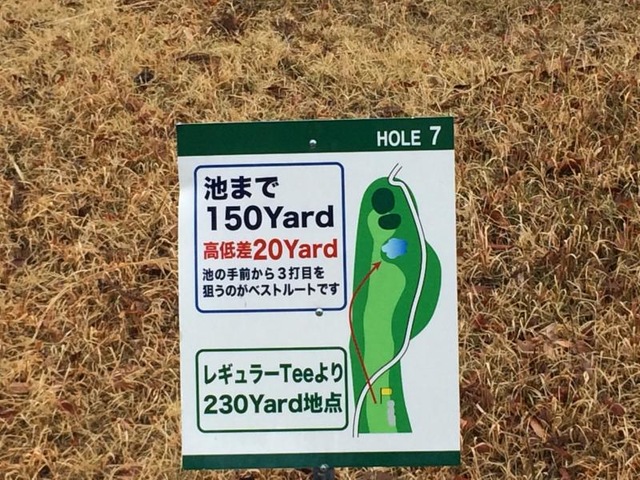 HOLE 7
池まで
150Yard
高低差20Yard
池の手前から3打目を
狙うのがベストルートです
レギュラーTeeより
230Yard地点